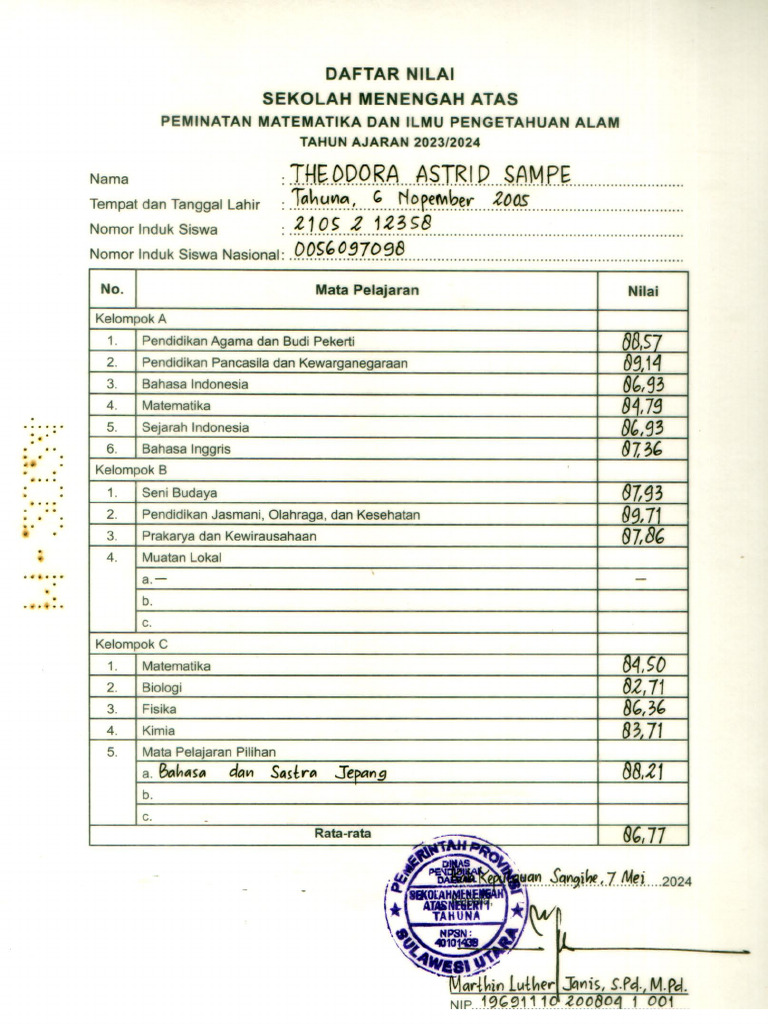 DAFTAR NILAI
SEKOLAH MENENGAH ATAS
PEMINATAN MATEMATIKA DAN ILMU PENGETAHUAN ALAM
TAHUN AJARAN 2023/2024
Nama : THEODORA ASTRID SAMPE
Tempat dan Tanggal Lahir : Tahuna, 6 Nopember 2005
Nomor Induk Siswa : 2105 2 12358
Nomor Induk Siswa Nasional : 0056097098
No. Mata Pelajaran Nilai
Kelompok A
1. Pendidikan Agama dan Budi Pekerti 88,57
2. Pendidikan Pancasila dan Kewarganegaraan 89,14
3. Bahasa Indonesia 86,93
4. Matematika 84,79
5. Sejarah Indonesia 86,93
6. Bahasa Inggris 87,36
Kelompok B
1. Seni Budaya 87,93
2. Pendidikan Jasmani, Olahraga, dan Kesehatan 89,71
3. Prakarya dan Kewirausahaan 87,86
4. Muatan Lokal
a. — —
b.
c.
Kelompok C
1. Matematika 84,50
2. Biologi 82,71
3. Fisika 86,36
4. Kimia 83,71
5. Mata Pelajaran Pilihan
a. Bahasa dan Sastra Jepang 88,21
b.
c.
Rata-rata 86,77
Sangihe, 7 Mei 2024
PEMERINTAH PROVINSI
DINAS
PENDIDIKAN
DAERAH
SEKOLAH MENENGAH
ATAS NEGERI 1
TAHUNA
NPSN :
40101438
SULAWESI UTARA
Marthin Luther Janis, S.Pd., M.Pd.
NIP. 19691110 200804 1 001